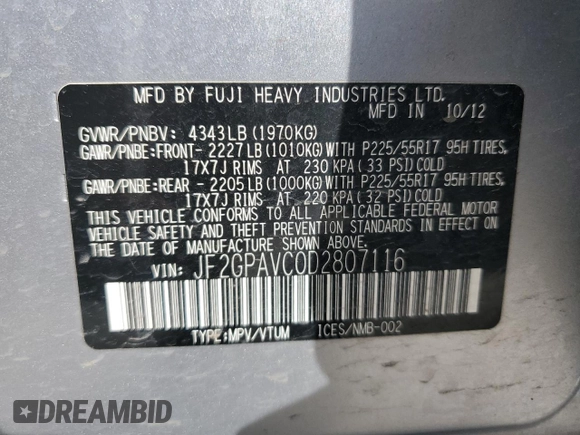 MFD BY FUJI HEAVY INDUSTRIES LTD.
MFD IN 10/12
GVWR/PNBV: 4343LB(1970KG)
GAWR/PNBE:FRONT- 2227LB(1010KG)WITH P225/55R17 95H TIRES,
17X7J RIMS AT 230 KPA(33 PSI)COLD
GAWR/PNBE:REAR - 2205LB(1000KG)WITH P225/55R17 95H TIRES,
17X7J RIMS AT 220 KPA(32 PSI)COLD
THIS VEHICLE CONFORMS TO ALL APPLICABLE FEDERAL MOTOR
VEHICLE SAFETY AND THEFT PREVENTION STANDARDS IN EFFECT
ON THE DATE OF MANUFACTURE SHOWN ABOVE.
VIN: JF2GPAVC0D2807116
TYPE:MPV/VTUM ICES/NMB-002
DREAMBID